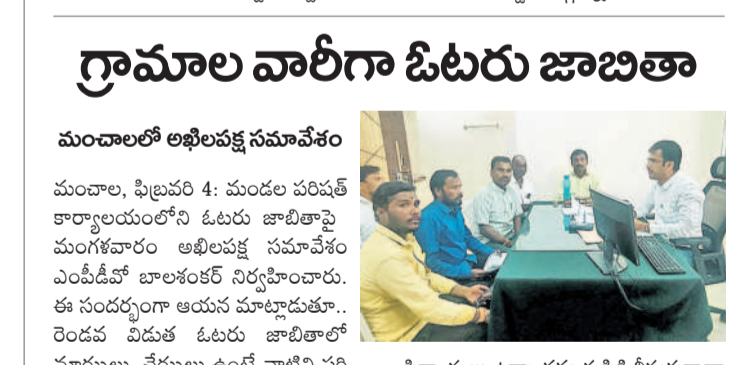 గ్రామాల వారీగా ఓటరు జాబితా
మంచాలలో అఖిలపక్ష సమావేశం
మంచాల, ఫిబ్రవరి 4: మండల పరిషత్
కార్యాలయంలోని ఓటరు జాబితాపై
మంగళవారం అఖిలపక్ష సమావేశం
ఎంపీడీవో బాలశంకర్ నిర్వహించారు.
ఈ సందర్భంగా ఆయన మాట్లాడుతూ..
రెండవ విడుత ఓటరు జాబితాలో